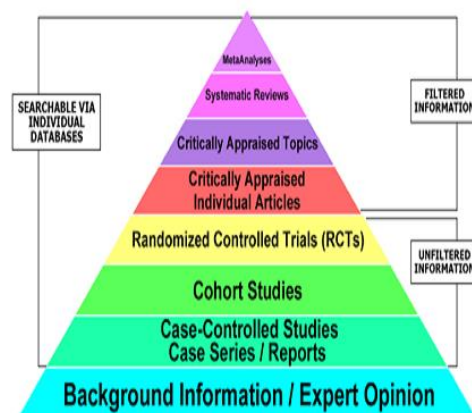 MetaAnalyses
Systematic Reviews
SEARCHABLE VIA
INDIVIDUAL
DATABASES
FILTERED
INFORMATION
Critically Appraised Topics
Critically Appraised
Individual Articles
Randomized Controlled Trials (RCTs)
UNFILTERED
INFORMATION
Cohort Studies
Case-Controlled Studies
Case Series / Reports
Background Information / Expert Opinion